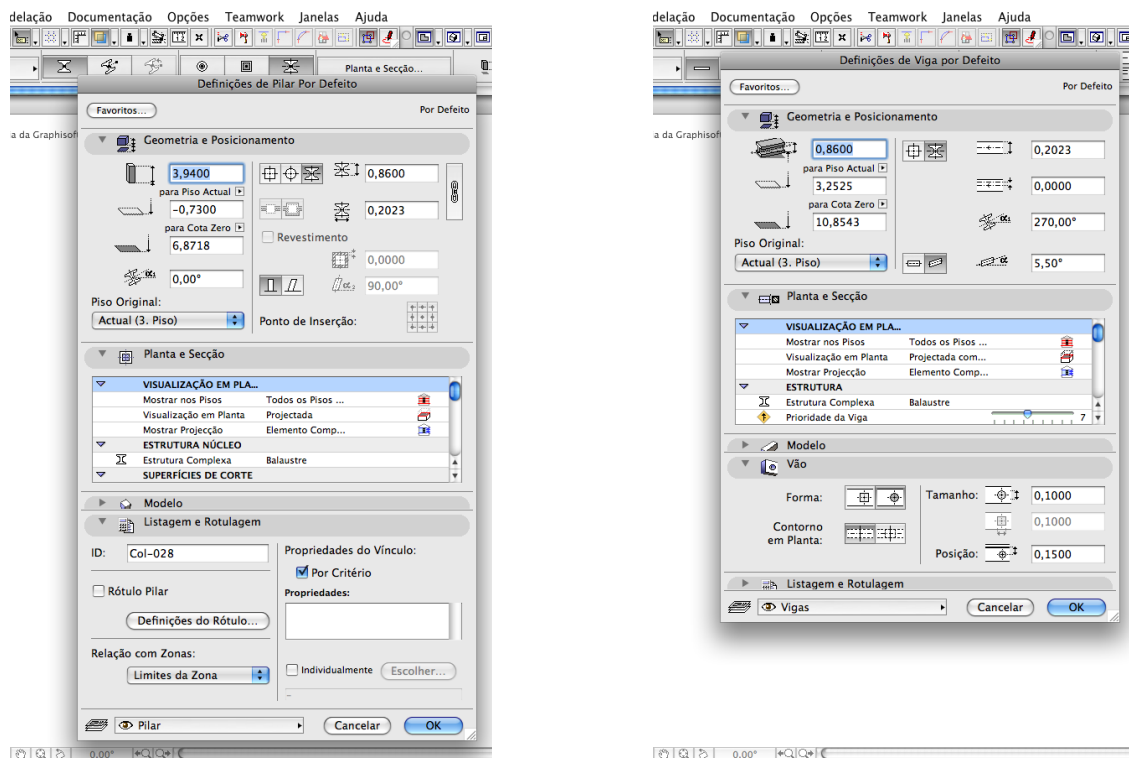 delação Documentação Opções Teamwork Janelas Ajuda
Planta e Secção...
Definições de Pilar Por Defeito
Favoritos...
Por Defeito
a da Graphisoft
Geometria e Posicionamento
3,9400
0,8600
para Piso Actual
-0,7300
0,2023
para Cota Zero
6,8718
Revestimento
0,0000
0,00°
90,00°
Piso Original:
Actual (3. Piso)
Ponto de Inserção:
Planta e Secção
VISUALIZAÇÃO EM PLA...
Mostrar nos Pisos Todos os Pisos ...
Visualização em Planta Projectada
Mostrar Projecção Elemento Comp...
ESTRUTURA NÚCLEO
Estrutura Complexa Balaustre
SUPERFÍCIES DE CORTE
Modelo
Listagem e Rotulagem
ID: Col-028
Propriedades do Vínculo:
Por Critério
Rótulo Pilar
Propriedades:
Definições do Rótulo...
Relação com Zonas:
Limites da Zona
Individualmente Escolher...
Pilar
Cancelar OK
0,00°
delação Documentação Opções Teamwork Janelas Ajuda
Definições de Viga por Defeito
Favoritos...
Por Defeito
a da Graphisoft
Geometria e Posicionamento
0,8600
0,2023
para Piso Actual
3,2525
0,0000
para Cota Zero
10,8543
270,00°
Piso Original:
Actual (3. Piso)
5,50°
Planta e Secção
VISUALIZAÇÃO EM PLA...
Mostrar nos Pisos Todos os Pisos ...
Visualização em Planta Projectada com...
Mostrar Projecção Elemento Comp...
ESTRUTURA
Estrutura Complexa Balaustre
Prioridade da Viga 7
Modelo
Vão
Forma:
Tamanho: 0,1000
0,1000
Contorno
em Planta:
Posição: 0,1500
Listagem e Rotulagem
Vigas
Cancelar OK
0,00°